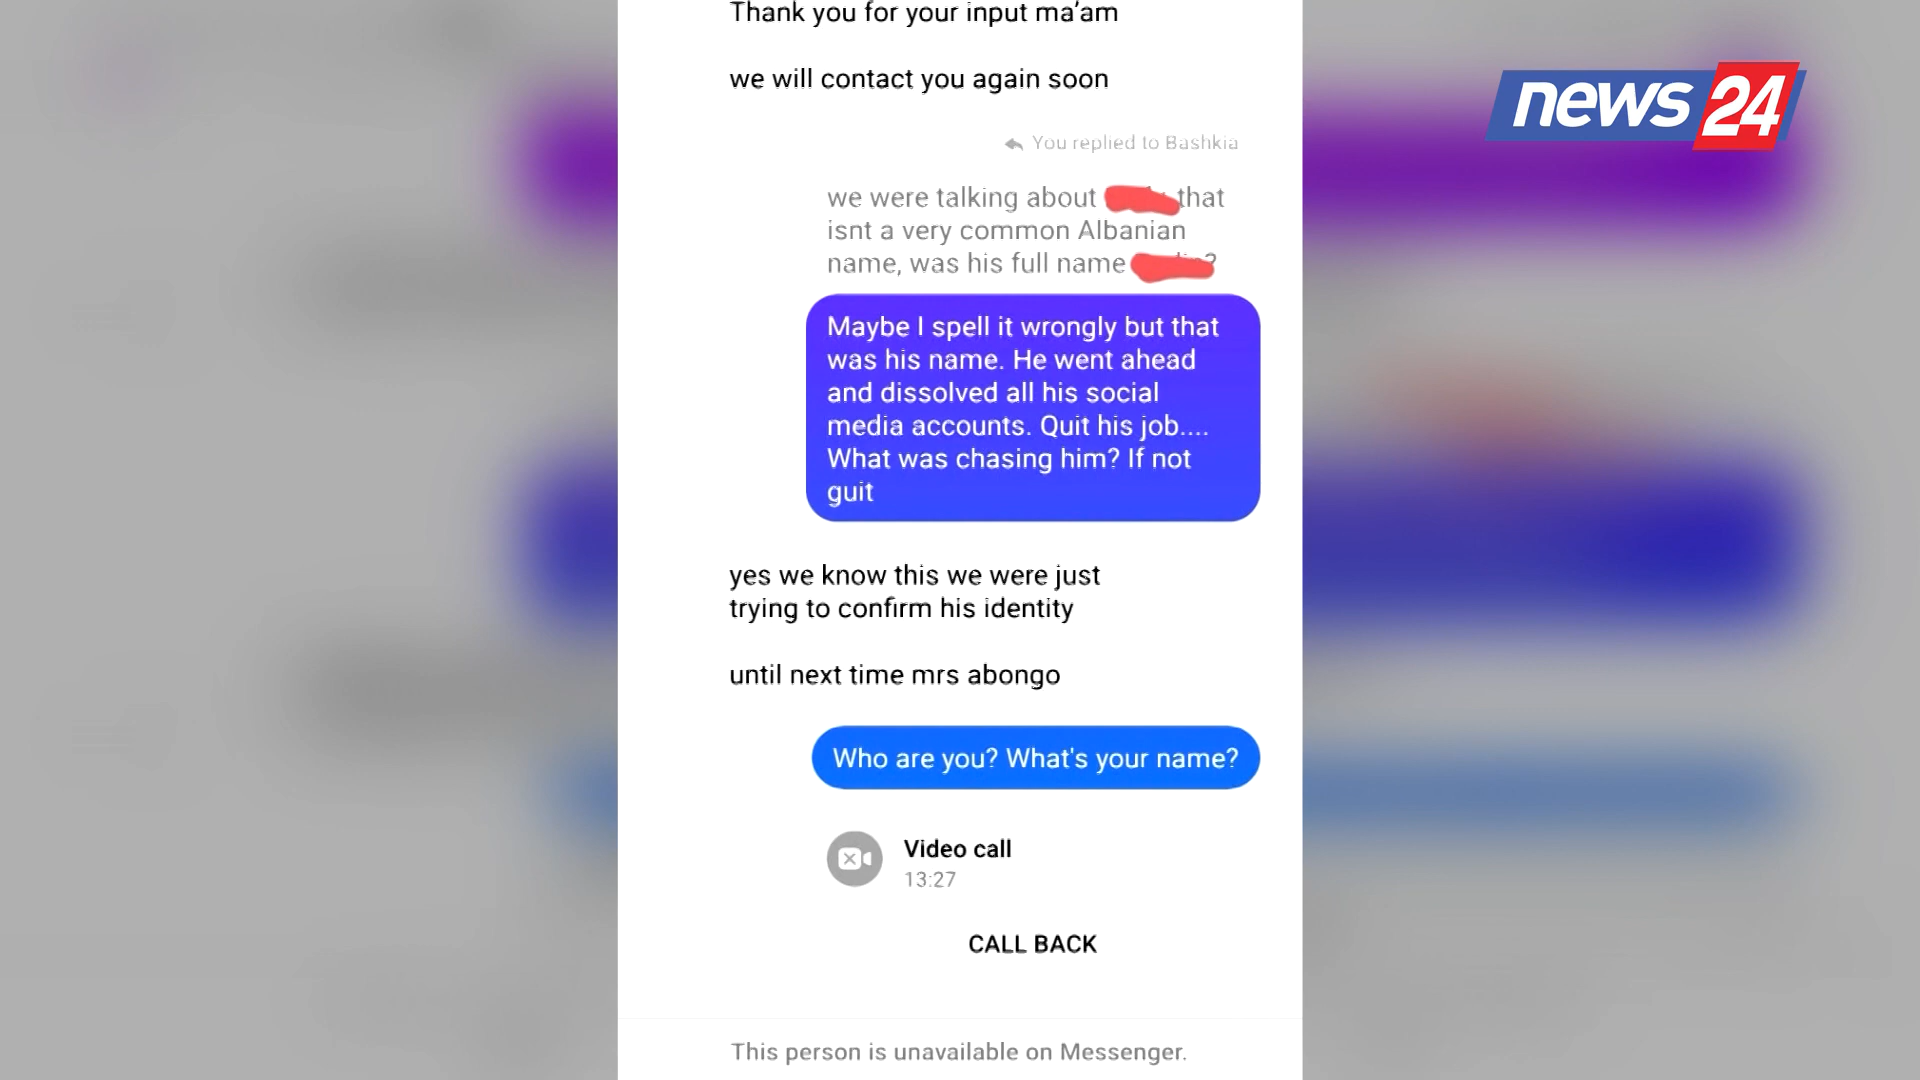 Thank you for your input ma'am
we will contact you again soon
news 24
You replied to Bashkia
we were talking about that
isnt a very common Albanian
name, was his full name ?
Maybe I spell it wrongly but that
was his name. He went ahead
and dissolved all his social
media accounts. Quit his job....
What was chasing him? If not
guit
yes we know this we were just
trying to confirm his identity
until next time mrs abongo
Who are you? What's your name?
Video call
13:27
CALL BACK
This person is unavailable on Messenger.